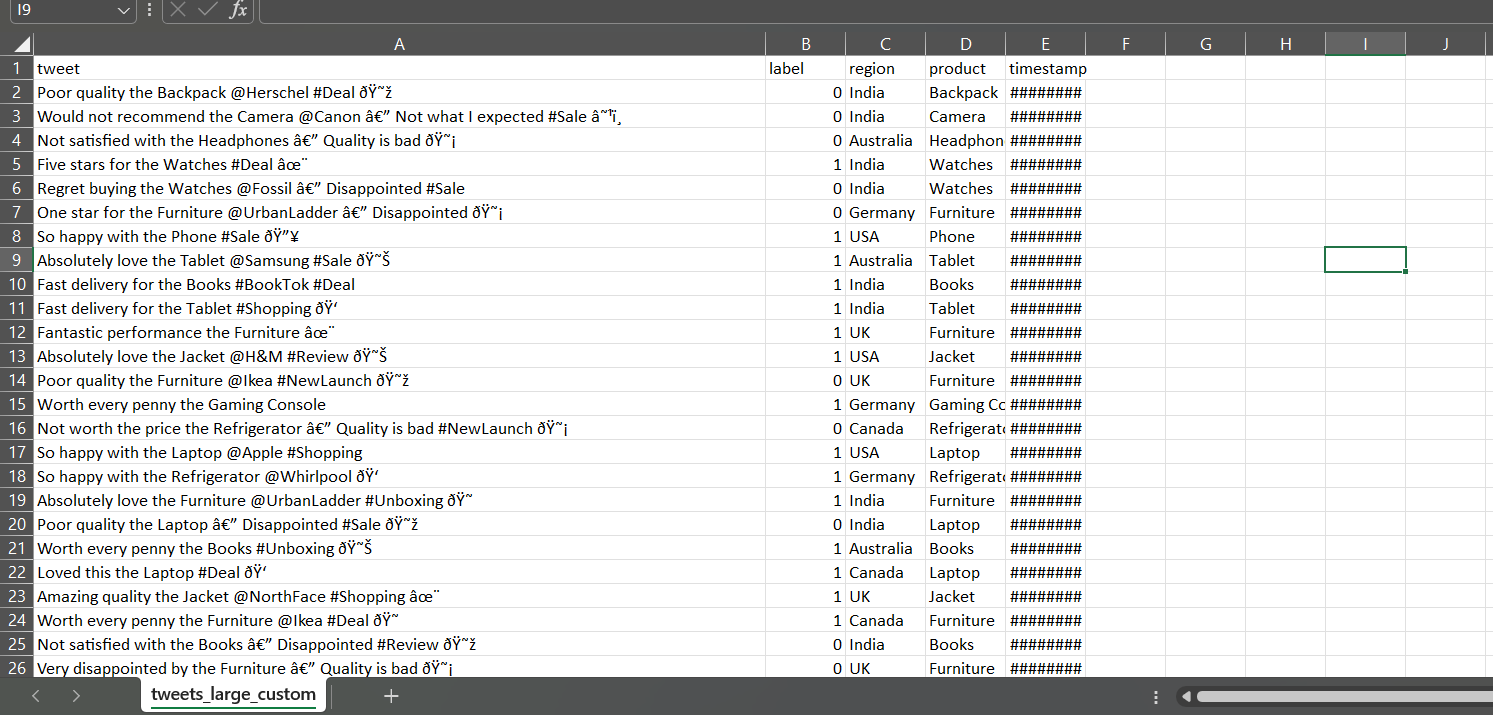 I9 fx
A B C D E F G H I J
1 tweet label region product timestamp
2 Poor quality the Backpack @Herschel #Deal ðŸ˜ž 0 India Backpack ########
3 Would not recommend the Camera @Canon â€” Not what I expected #Sale â˜¹ï¸ 0 India Camera ########
4 Not satisfied with the Headphones â€” Quality is bad ðŸ˜¡ 0 Australia Headphon ########
5 Five stars for the Watches #Deal âœ¨ 1 India Watches ########
6 Regret buying the Watches @Fossil â€” Disappointed #Sale 0 India Watches ########
7 One star for the Furniture @UrbanLadder â€” Disappointed ðŸ˜¡ 0 Germany Furniture ########
8 So happy with the Phone #Sale ðŸ”¥ 1 USA Phone ########
9 Absolutely love the Tablet @Samsung #Sale ðŸ˜Š 1 Australia Tablet ########
10 Fast delivery for the Books #BookTok #Deal 1 India Books ########
11 Fast delivery for the Tablet #Shopping ðŸ‘ 1 India Tablet ########
12 Fantastic performance the Furniture âœ¨ 1 UK Furniture ########
13 Absolutely love the Jacket @H&M #Review ðŸ˜Š 1 USA Jacket ########
14 Poor quality the Furniture @Ikea #NewLaunch ðŸ˜ž 0 UK Furniture ########
15 Worth every penny the Gaming Console 1 Germany Gaming Co ########
16 Not worth the price the Refrigerator â€” Quality is bad #NewLaunch ðŸ˜¡ 0 Canada Refrigerato ########
17 So happy with the Laptop @Apple #Shopping 1 USA Laptop ########
18 So happy with the Refrigerator @Whirlpool ðŸ‘ 1 Germany Refrigerato ########
19 Absolutely love the Furniture @UrbanLadder #Unboxing ðŸ˜ 1 India Furniture ########
20 Poor quality the Laptop â€” Disappointed #Sale ðŸ˜ž 0 India Laptop ########
21 Worth every penny the Books #Unboxing ðŸ˜Š 1 Australia Books ########
22 Loved this the Laptop #Deal ðŸ‘ 1 Canada Laptop ########
23 Amazing quality the Jacket @NorthFace #Shopping âœ¨ 1 UK Jacket ########
24 Worth every penny the Furniture @Ikea #Deal ðŸ˜ 1 Canada Furniture ########
25 Not satisfied with the Books â€” Disappointed #Review ðŸ˜ž 0 India Books ########
26 Very disappointed by the Furniture â€” Quality is bad ðŸ˜¡ 0 UK Furniture ########
tweets_large_custom